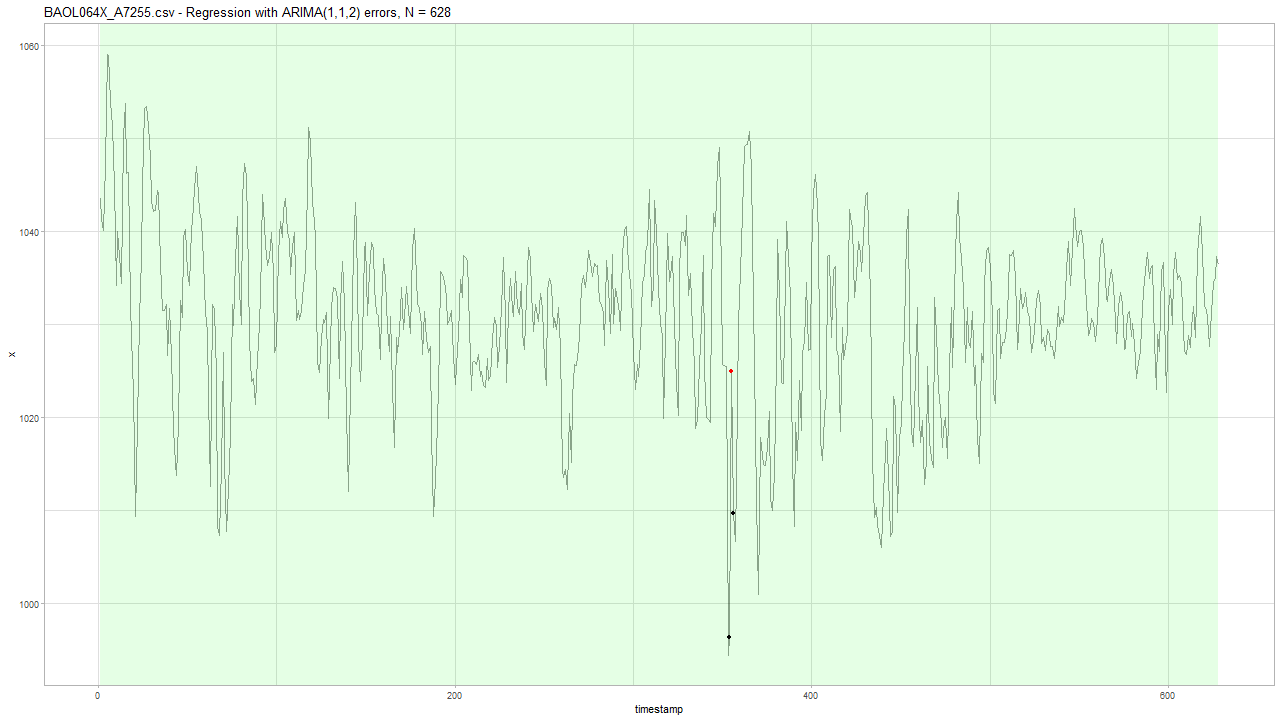 BAOL064X_A7255.csv - Regression with ARIMA(1,1,2) errors, N = 628
1060
1040
1020
1000
x
0
200
400
600
timestamp